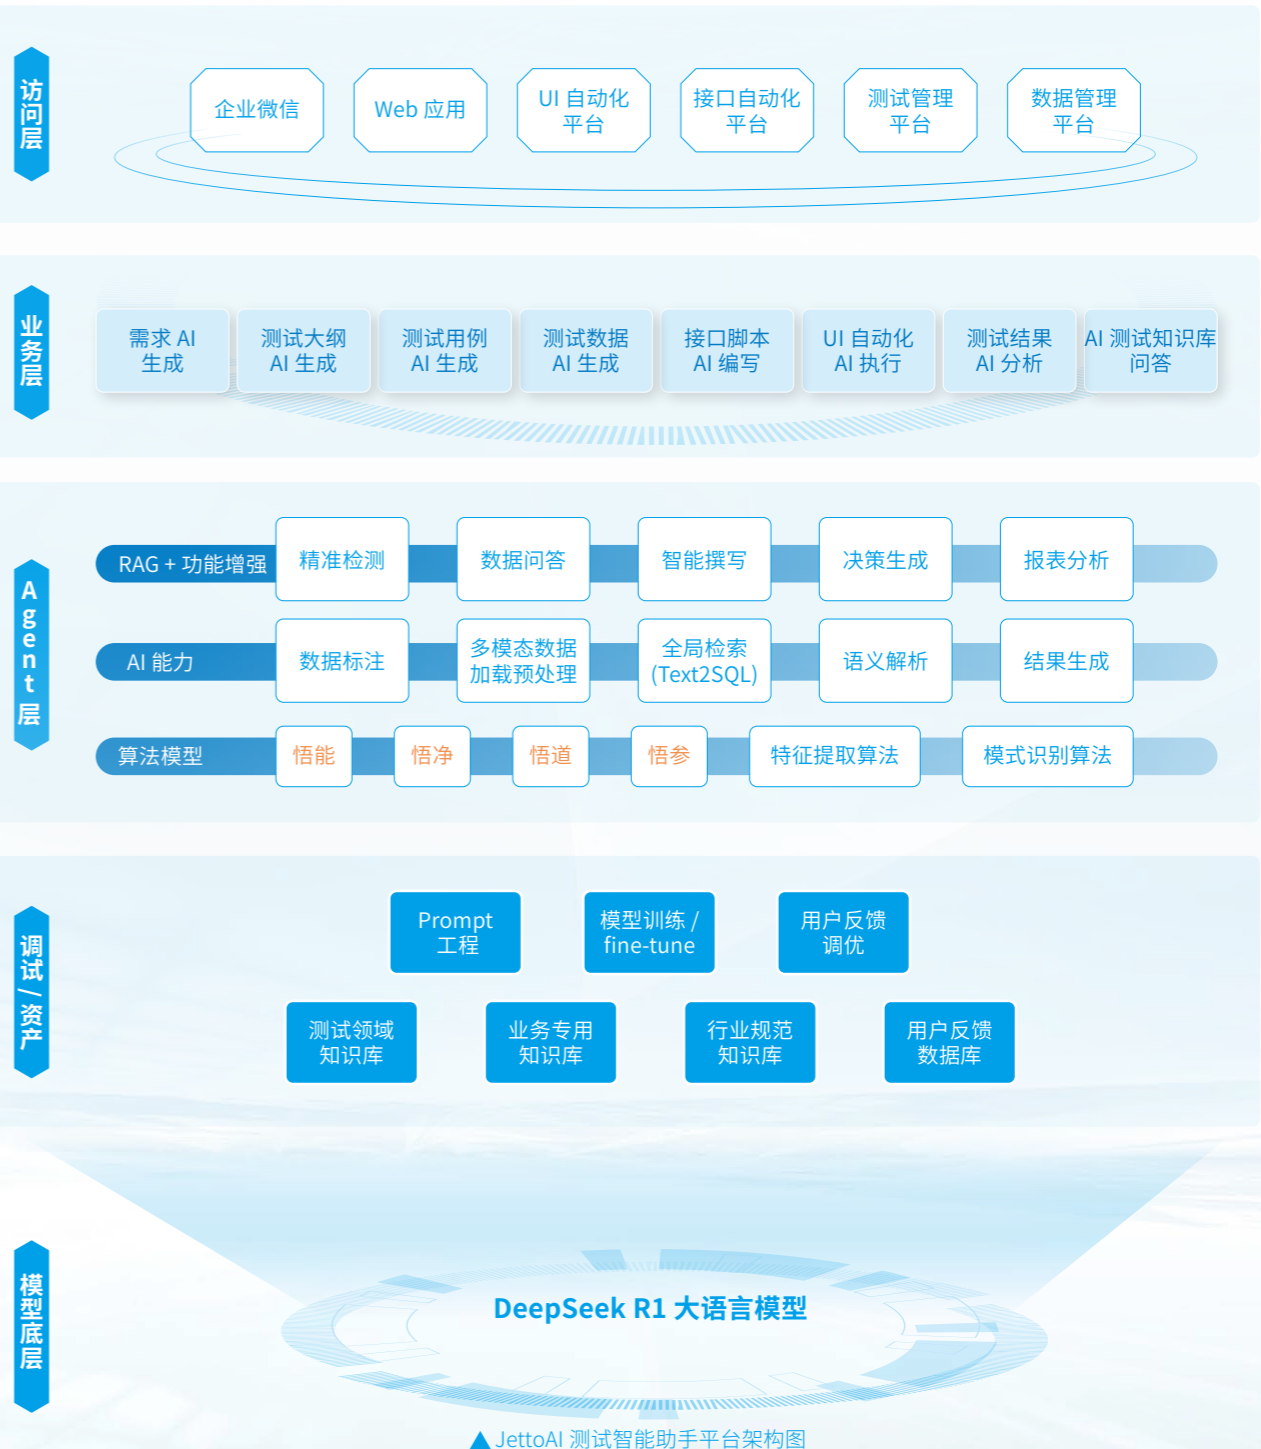 访问层
企业微信
Web 应用
UI 自动化
平台
接口自动化
平台
测试管理
平台
数据管理
平台
业务层
需求 AI
生成
测试大纲
AI 生成
测试用例
AI 生成
测试数据
AI 生成
接口脚本
AI 编写
UI 自动化
AI 执行
测试结果
AI 分析
AI 测试知识库
问答
Agent层
RAG + 功能增强
精准检测
数据问答
智能撰写
决策生成
报表分析
AI 能力
数据标注
多模态数据
加载预处理
全局检索
(Text2SQL)
语义解析
结果生成
算法模型
悟能
悟净
悟道
悟参
特征提取算法
模式识别算法
调试/资产
Prompt
工程
模型训练 /
fine-tune
用户反馈
调优
测试领域
知识库
业务专用
知识库
行业规范
知识库
用户反馈
数据库
模型底层
DeepSeek R1 大语言模型
▲JettoAI 测试智能助手平台架构图